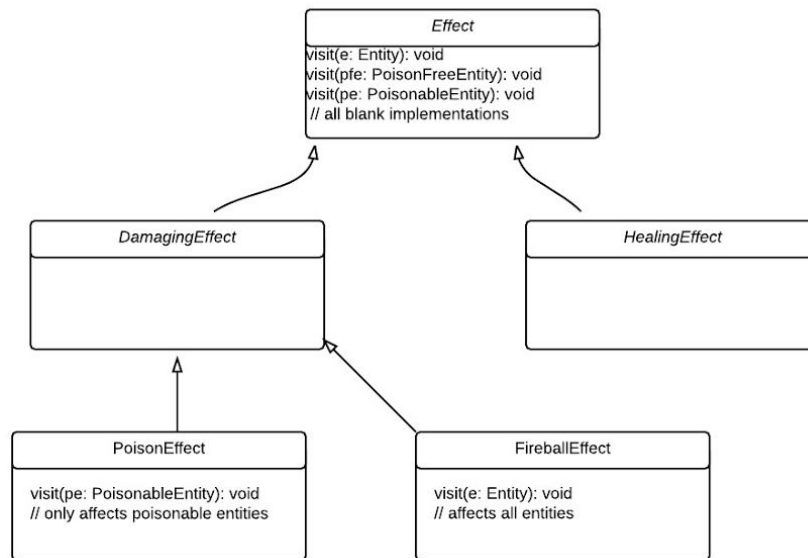 Effect
visit(e: Entity): void
visit(pfe: PoisonFreeEntity): void
visit(pe: PoisonableEntity): void
// all blank implementations
DamagingEffect
HealingEffect
PoisonEffect
visit(pe: PoisonableEntity): void
// only affects poisonable entities
FireballEffect
visit(e: Entity): void
// affects all entities